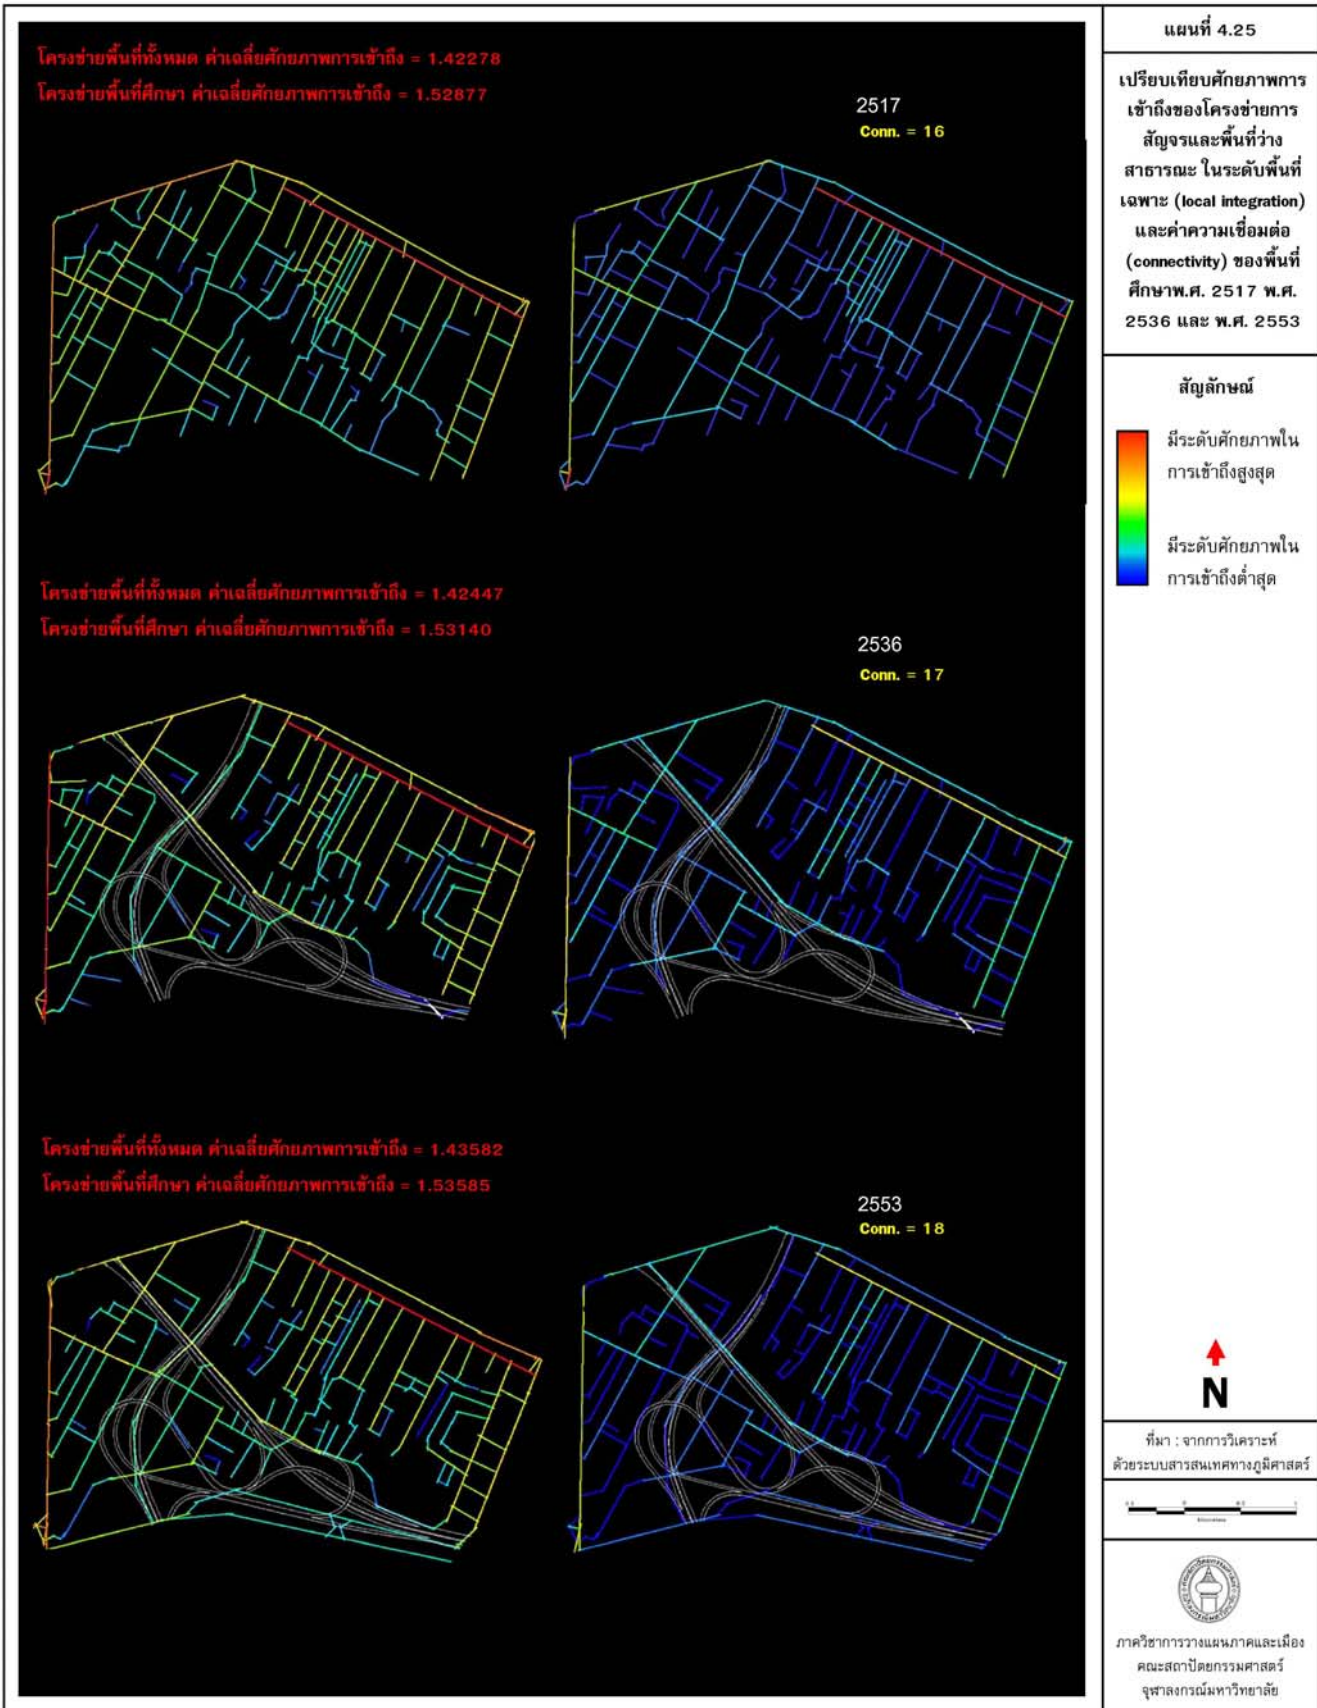 โครงข่ายพื้นที่ทั้งหมด ค่าเฉลี่ยศักยภาพการเข้าถึง = 1.42278
โครงข่ายพื้นที่ศึกษา ค่าเฉลี่ยศักยภาพการเข้าถึง = 1.52877
2517
Conn. = 16
โครงข่ายพื้นที่ทั้งหมด ค่าเฉลี่ยศักยภาพการเข้าถึง = 1.42447
โครงข่ายพื้นที่ศึกษา ค่าเฉลี่ยศักยภาพการเข้าถึง = 1.53140
2536
Conn. = 17
โครงข่ายพื้นที่ทั้งหมด ค่าเฉลี่ยศักยภาพการเข้าถึง = 1.43582
โครงข่ายพื้นที่ศึกษา ค่าเฉลี่ยศักยภาพการเข้าถึง = 1.53585
2553
Conn. = 18
แผนที่ 4.25
เปรียบเทียบศักยภาพการ
เข้าถึงของโครงข่ายการ
สัญจรและพื้นที่ว่าง
สาธารณะ ในระดับพื้นที่
เฉพาะ (local integration)
และค่าความเชื่อมต่อ
(connectivity) ของพื้นที่
ศึกษาพ.ศ. 2517 พ.ศ.
2536 และ พ.ศ. 2553
สัญลักษณ์
มีระดับศักยภาพใน
การเข้าถึงสูงสุด
มีระดับศักยภาพใน
การเข้าถึงต่ำสุด
N
ที่มา : จากการวิเคราะห์
ด้วยระบบสารสนเทศทางภูมิศาสตร์
ภาควิชาการวางแผนภาคและเมือง
คณะสถาปัตยกรรมศาสตร์
จุฬาลงกรณ์มหาวิทยาลัย